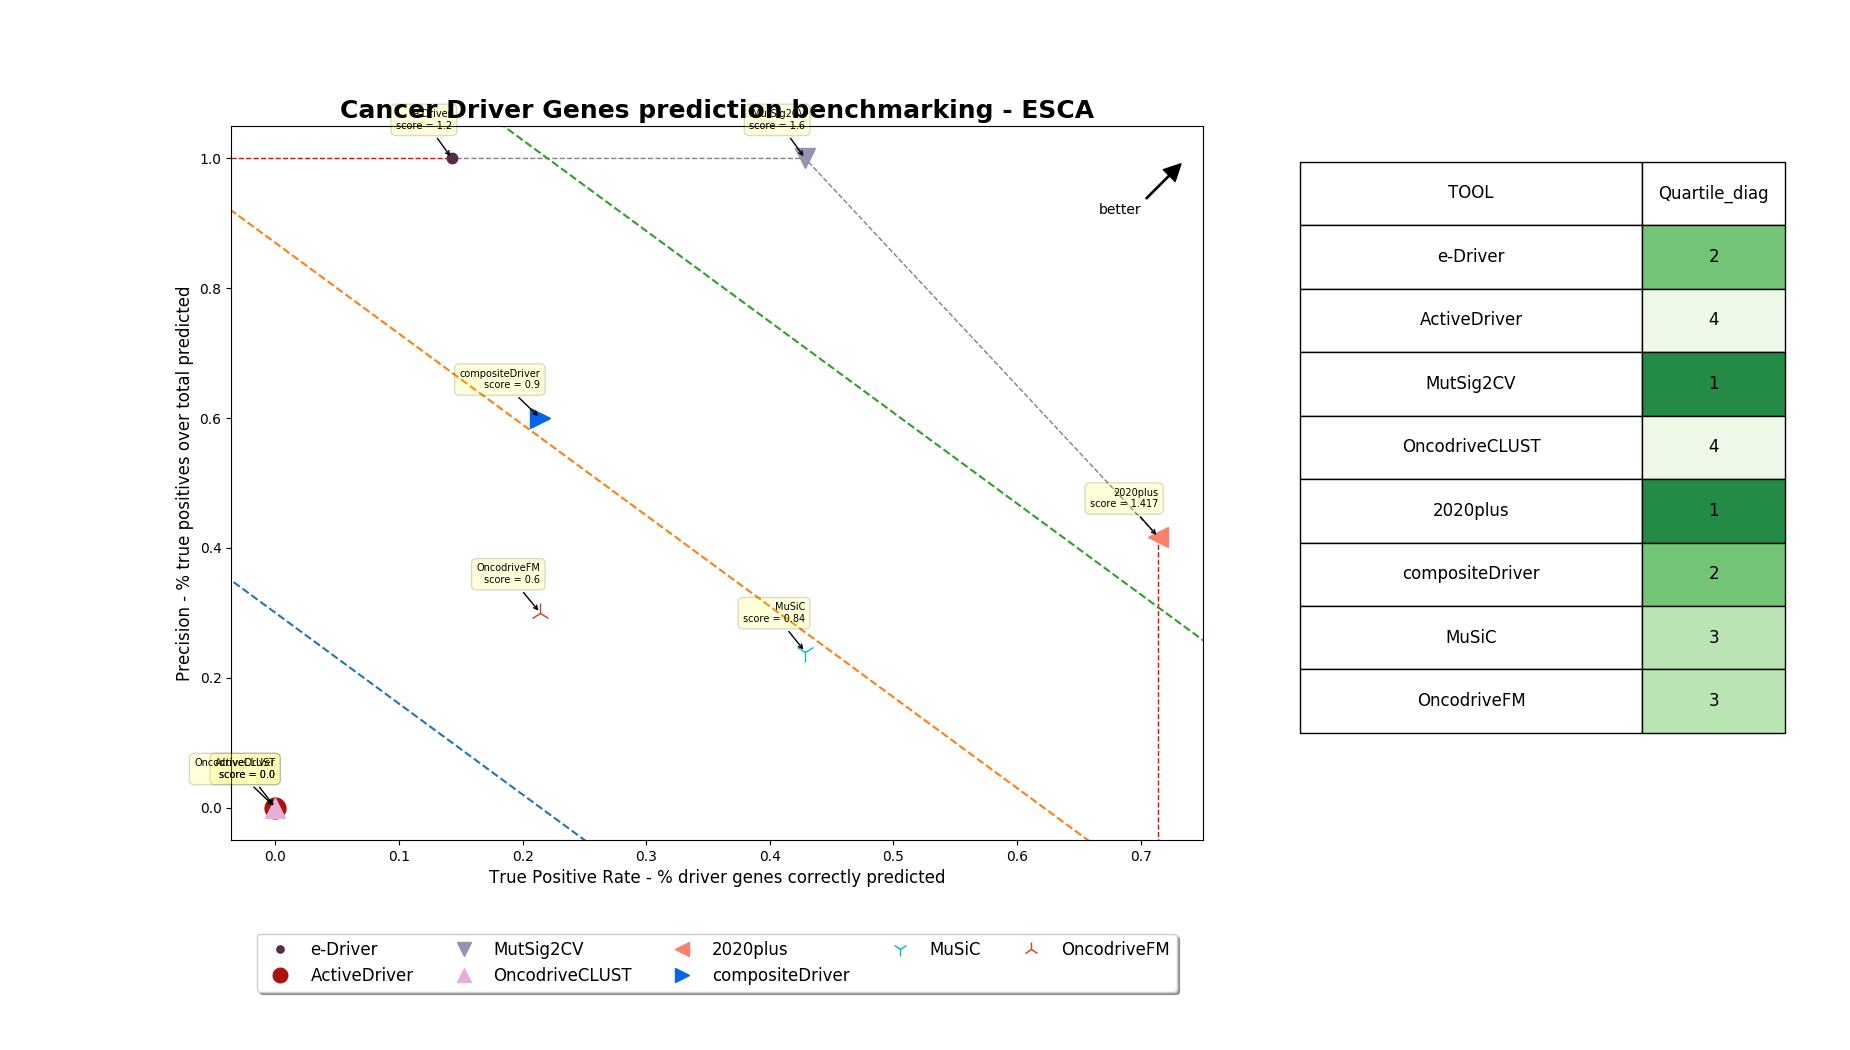 Cancer Driver Genes prediction benchmarking - ESCA
e-Driver
score = 1.2
MutSig2CV
score = 1.6
better
compositeDriver
score = 0.9
2020plus
score = 1.417
OncodriveFM
score = 0.6
MuSiC
score = 0.84
OncodriveCLUST
ActiveDriver
score = 0.0
Precision - % true positives over total predicted
1.0
0.8
0.6
0.4
0.2
0.0
0.0 0.1 0.2 0.3 0.4 0.5 0.6 0.7
True Positive Rate - % driver genes correctly predicted
e-Driver MutSig2CV 2020plus MuSiC OncodriveFM
ActiveDriver OncodriveCLUST compositeDriver
TOOL Quartile_diag
e-Driver 2
ActiveDriver 4
MutSig2CV 1
OncodriveCLUST 4
2020plus 1
compositeDriver 2
MuSiC 3
OncodriveFM 3